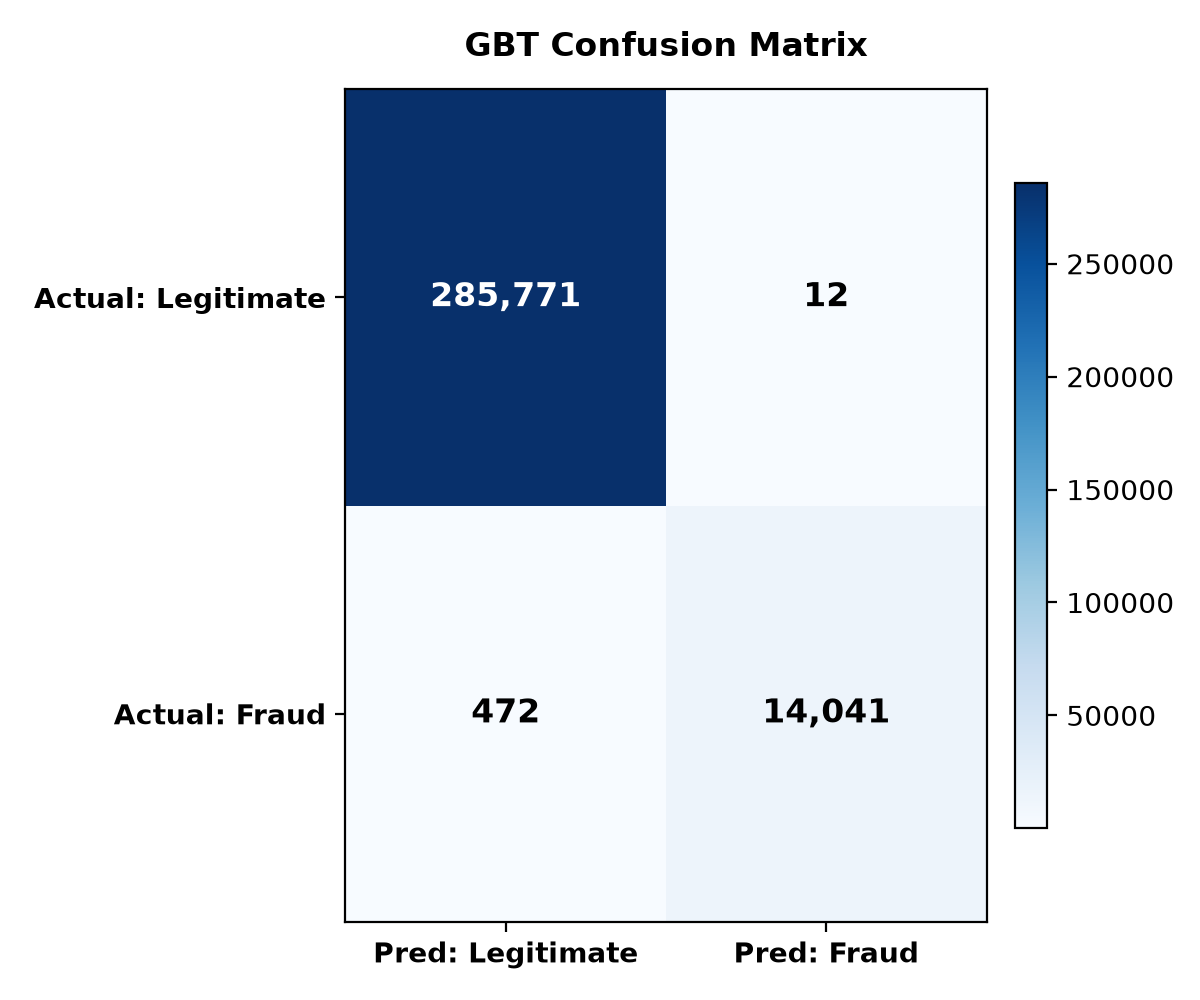 GBT Confusion Matrix
Actual: Legitimate
285,771
12
Actual: Fraud
472
14,041
Pred: Legitimate
Pred: Fraud
250000
200000
150000
100000
50000